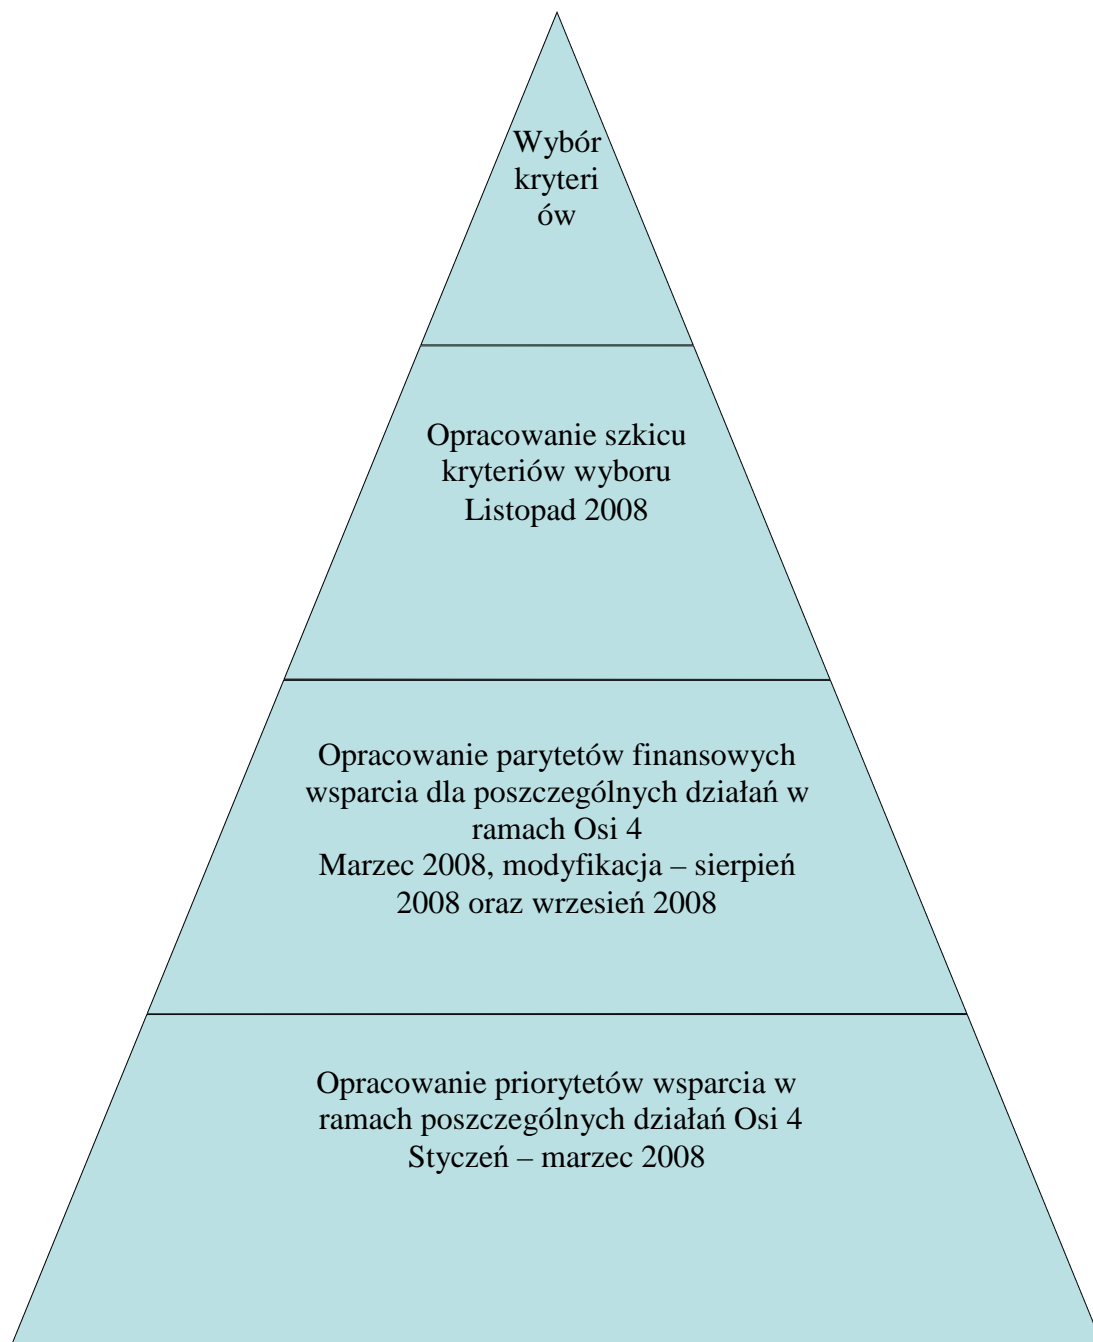 Wybór
kryteri
ów
Opracowanie szkicu
kryteriów wyboru
Listopad 2008
Opracowanie parytetów finansowych
wsparcia dla poszczególnych działań w
ramach Osi 4
Marzec 2008, modyfikacja – sierpień
2008 oraz wrzesień 2008
Opracowanie priorytetów wsparcia w
ramach poszczególnych działań Osi 4
Styczeń – marzec 2008